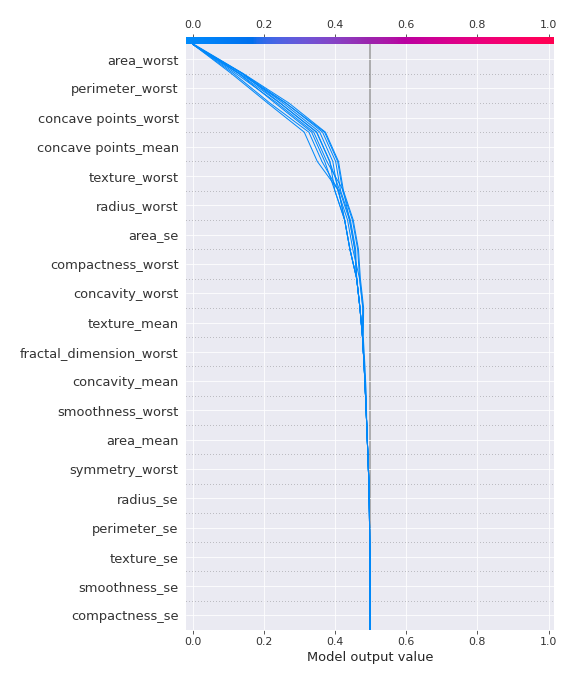 0.0 0.2 0.4 0.6 0.8 1.0
area_worst
perimeter_worst
concave points_worst
concave points_mean
texture_worst
radius_worst
area_se
compactness_worst
concavity_worst
texture_mean
fractal_dimension_worst
concavity_mean
smoothness_worst
area_mean
symmetry_worst
radius_se
perimeter_se
texture_se
smoothness_se
compactness_se
0.0 0.2 0.4 0.6 0.8 1.0
Model output value